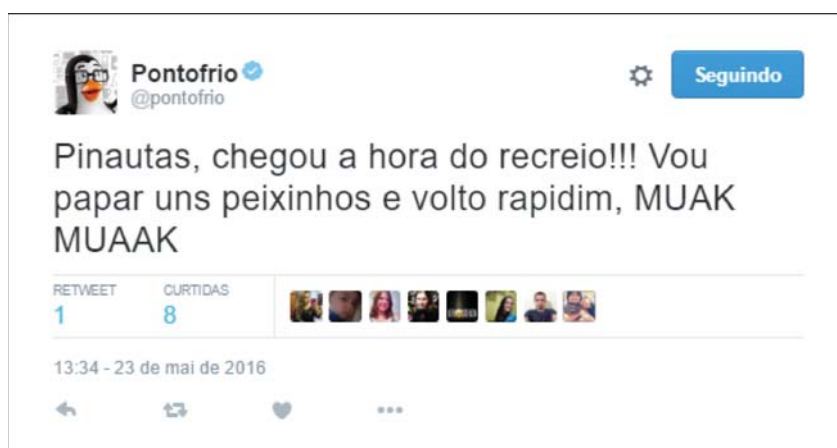 Pontofrio
@pontofrio
Seguindo
Pinautas, chegou a hora do recreio!!! Vou
papar uns peixinhos e volto rapidim, MUAK
MUAAK
RETWEET CURTIDAS
1 8
13:34 - 23 de mai de 2016